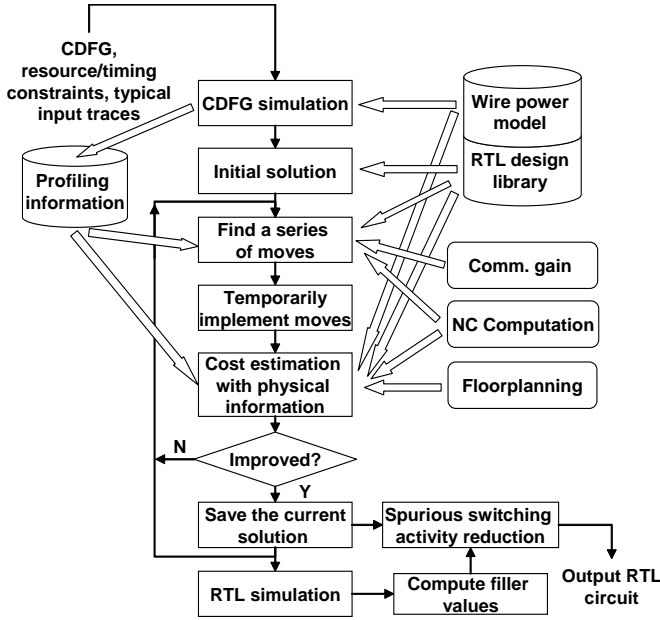 CDFG,
resource/timing
constraints, typical
input traces
CDFG simulation
Wire power
model
RTL design
library
Profiling
information
Initial solution
Find a series
of moves
Comm. gain
Temporarily
implement moves
NC Computation
Cost estimation
with physical
information
Floorplanning
Improved?
N
Y
Save the current
solution
Spurious switching
activity reduction
RTL simulation
Compute filler
values
Output RTL
circuit